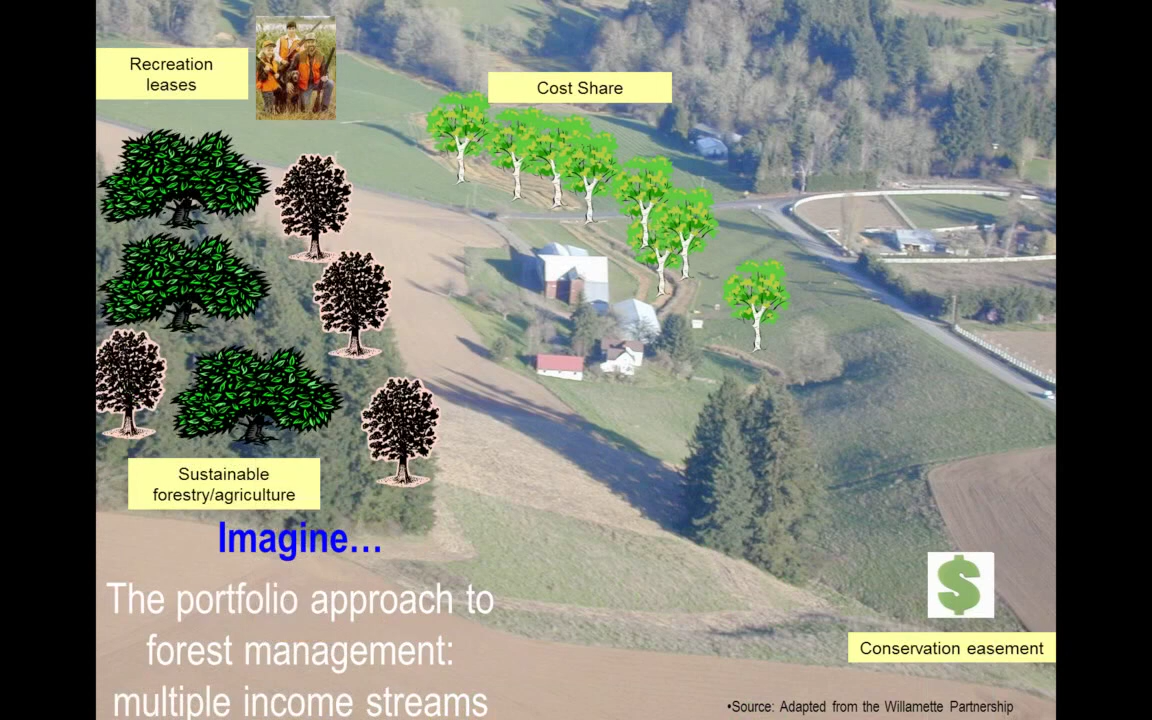 Recreation
leases
Cost Share
Sustainable
forestry/agriculture
Imagine…
The portfolio approach to
forest management:
multiple income streams
$
Conservation easement
•Source: Adapted from the Willamette Partnership